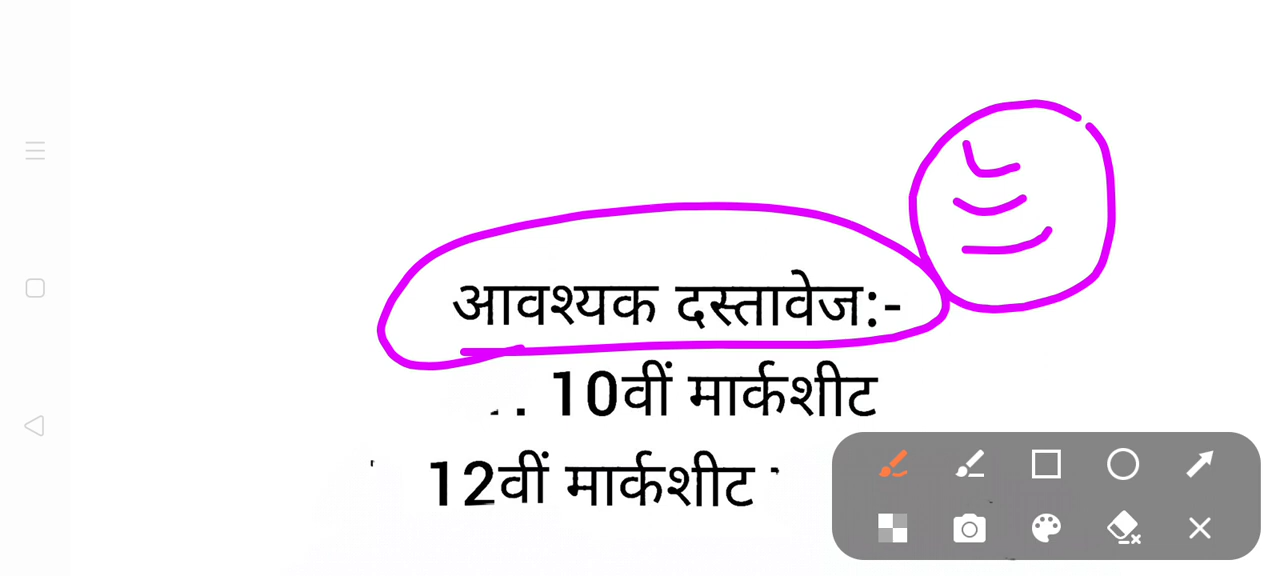 आवश्यक दस्तावेज:-
10वीं मार्कशीट
12वीं मार्कशीट